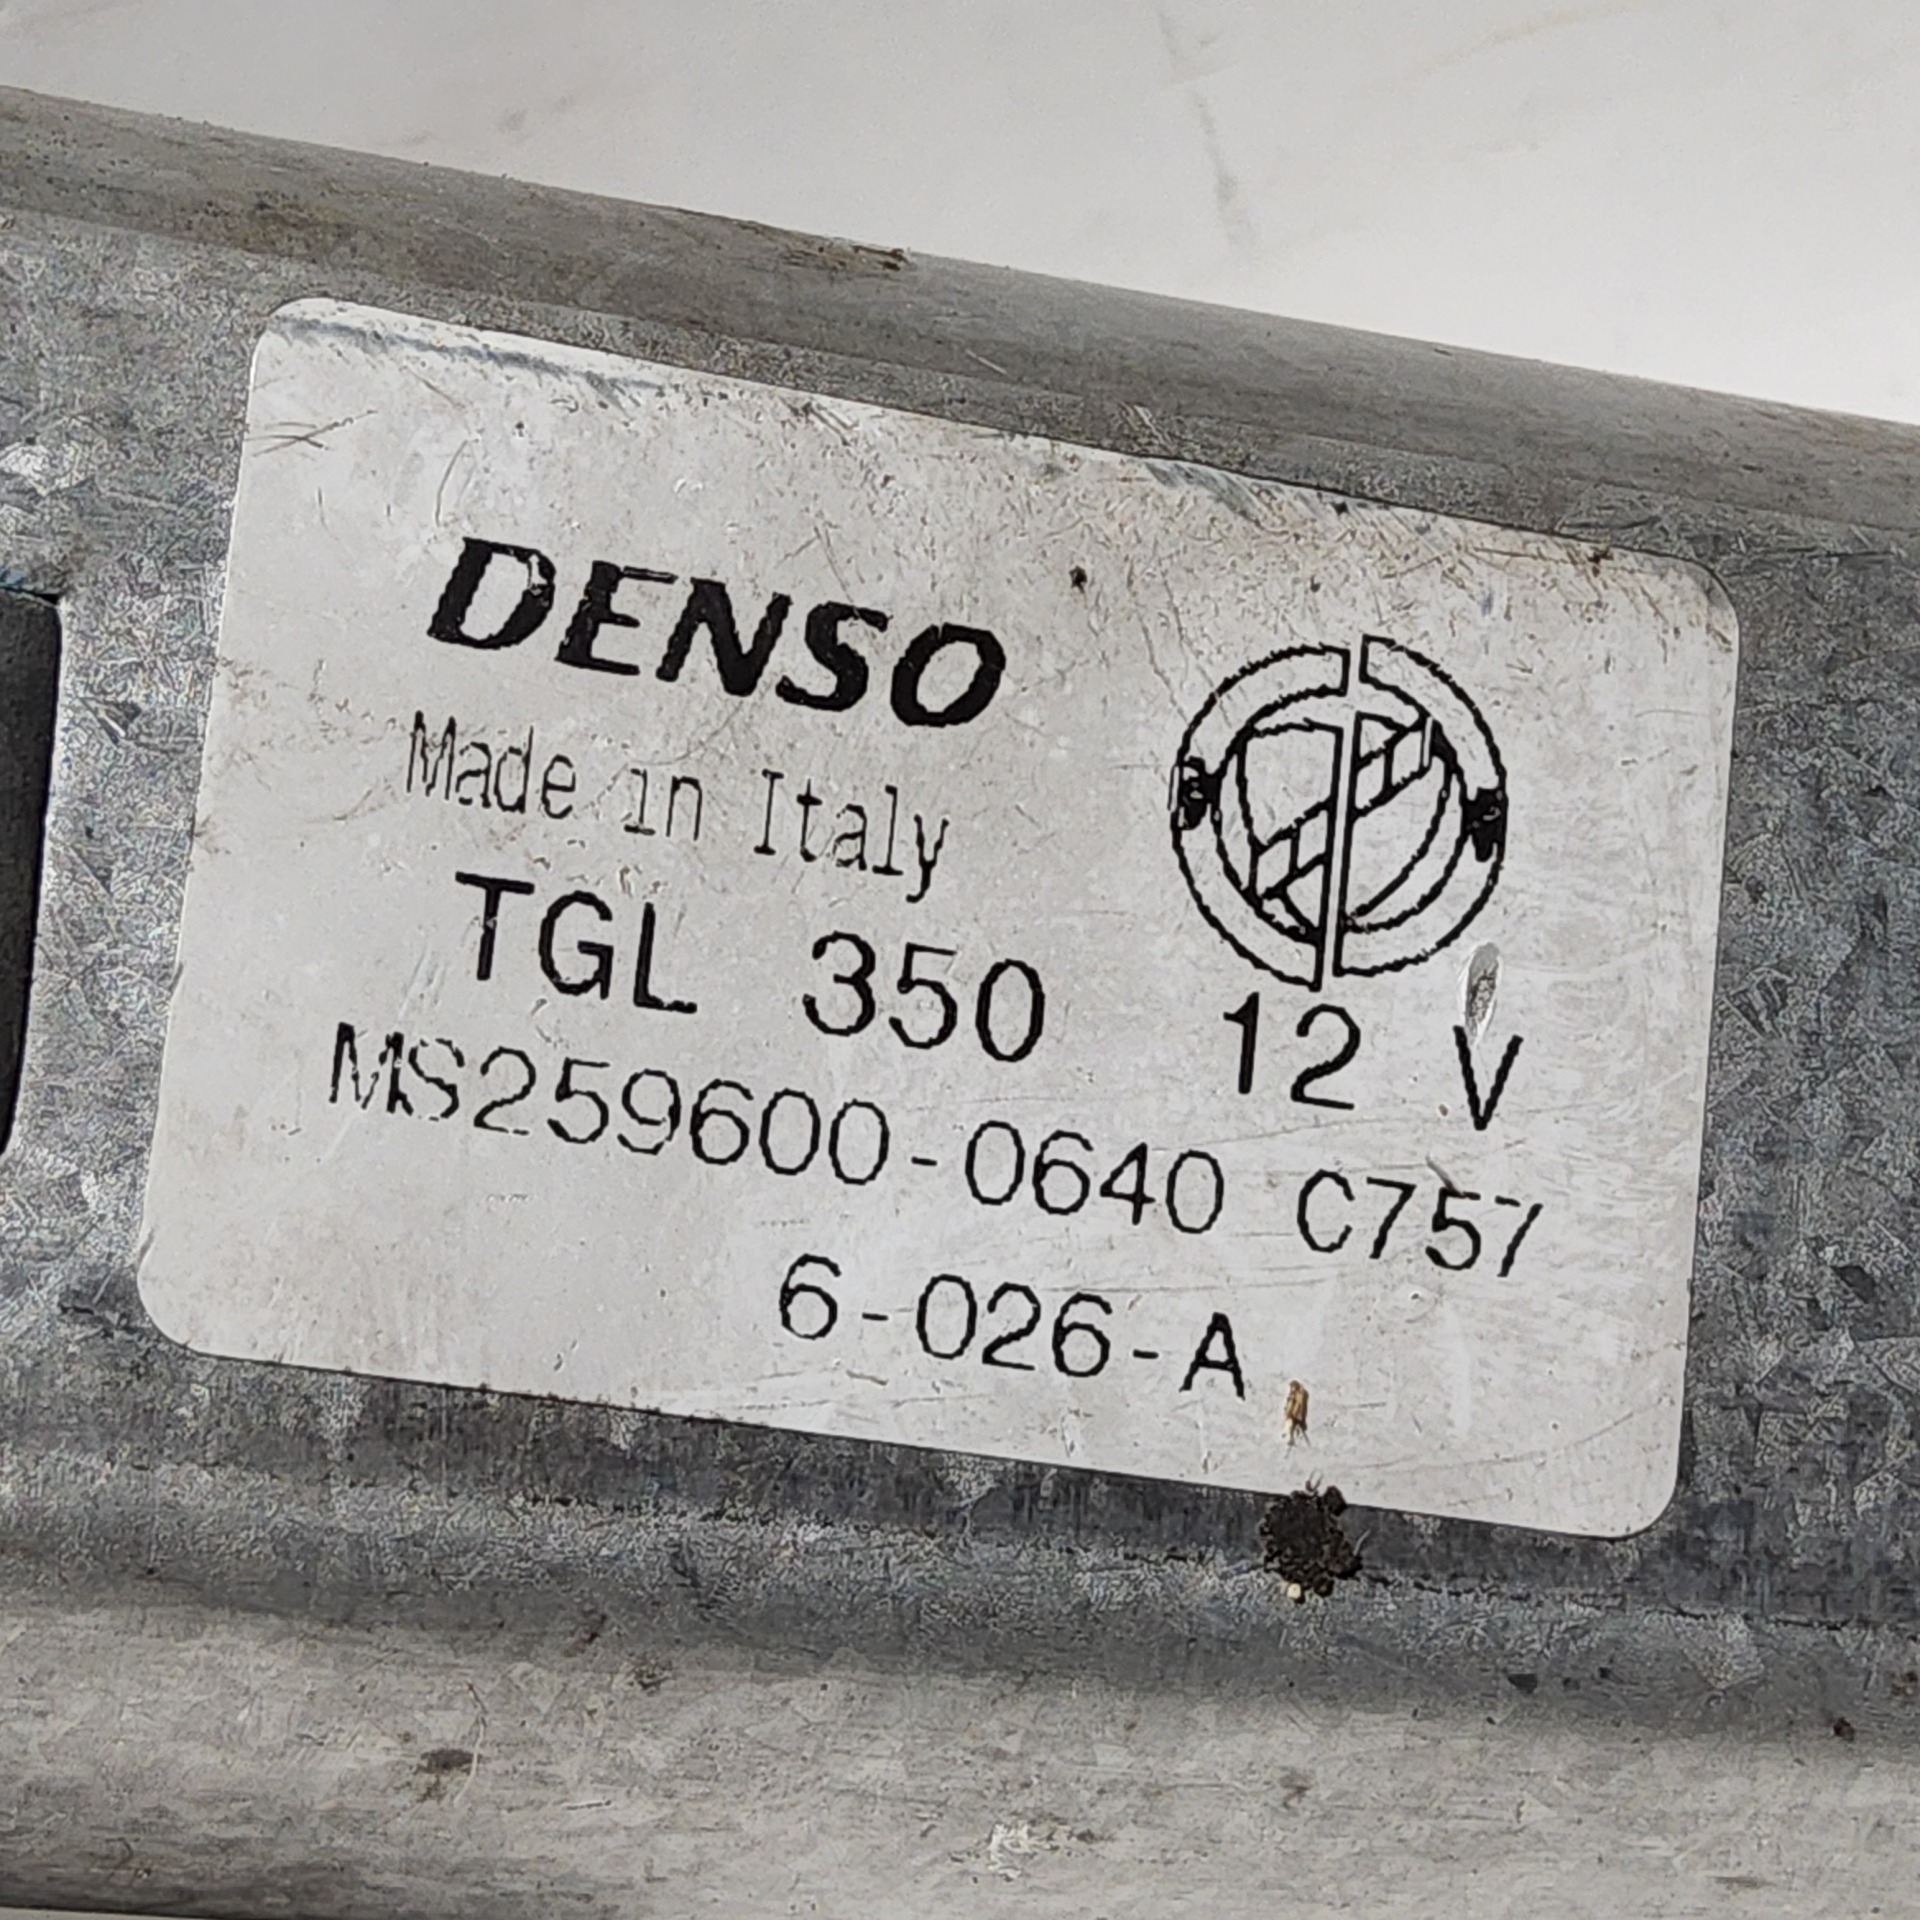 DENSO
Made in Italy
TGL 350 12 V
MS259600-0640 C757
6-026-A